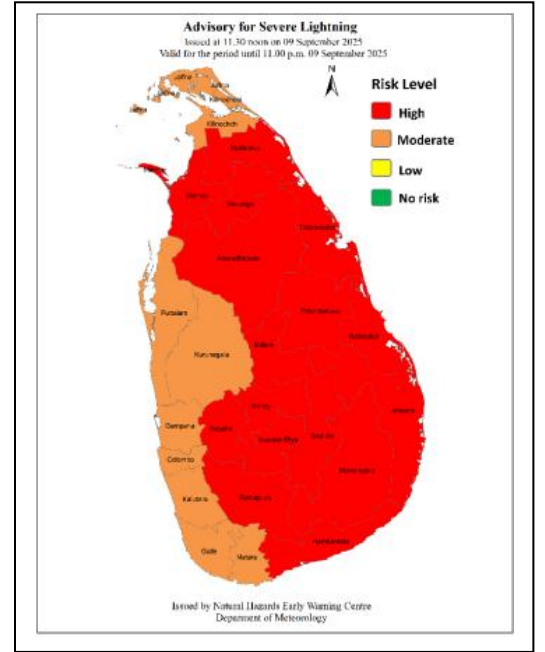 Advisory for Severe Lightning
Issued at 11.30 noon on 09 September 2025
Valid for the period until 11.00 p.m. 09 September 2025
N
Risk Level
High
Moderate
Low
No risk
Jaffna
Jaffna
Kilinochchi
Kilinochchi
Mullaitivu
Mannar
Vavuniya
Trincomalee
Anuradhapura
Polonnaruwa
Puttalam
Batticaloa
Kurunegala
Matale
Kandy
Ampara
Gampaha
Kegalle
Nuwara Eliya
Badulla
Colombo
Monaragala
Kalutara
Ratnapura
Hambantota
Galle
Matara
Issued by Natural Hazards Early Warning Centre
Department of Meteorology